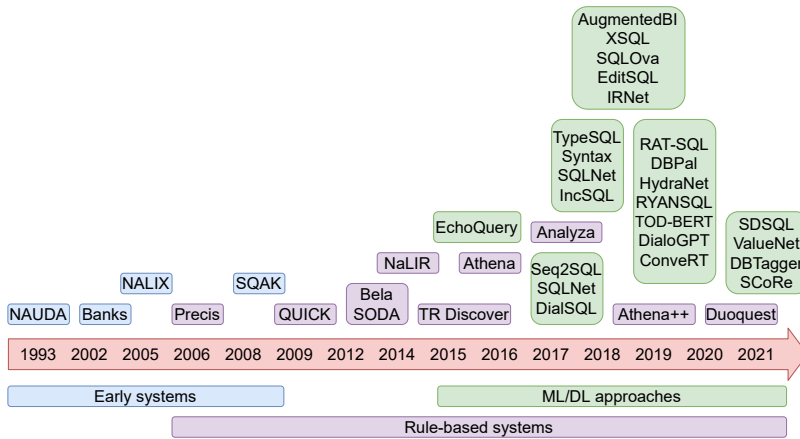 AugmentedBI
XSQL
SQLOva
EditSQL
IRNet
TypeSQL
Syntax
SQLNet
IncSQL
RAT-SQL
DBPal
HydraNet
RYANSQL
TOD-BERT
DialoGPT
ConveRT
EchoQuery
Analyza
SDSQL
ValueNet
DBTagger
SCoRe
NaLIR
Athena
Seq2SQL
SQLNet
DialSQL
NALIX
SQAK
Bela
SODA
NAUDA
Banks
Precis
QUICK
TR Discover
Athena++
Duoquest
1993 2002 2005 2006 2008 2009 2012 2014 2015 2016 2017 2018 2019 2020 2021
Early systems
ML/DL approaches
Rule-based systems